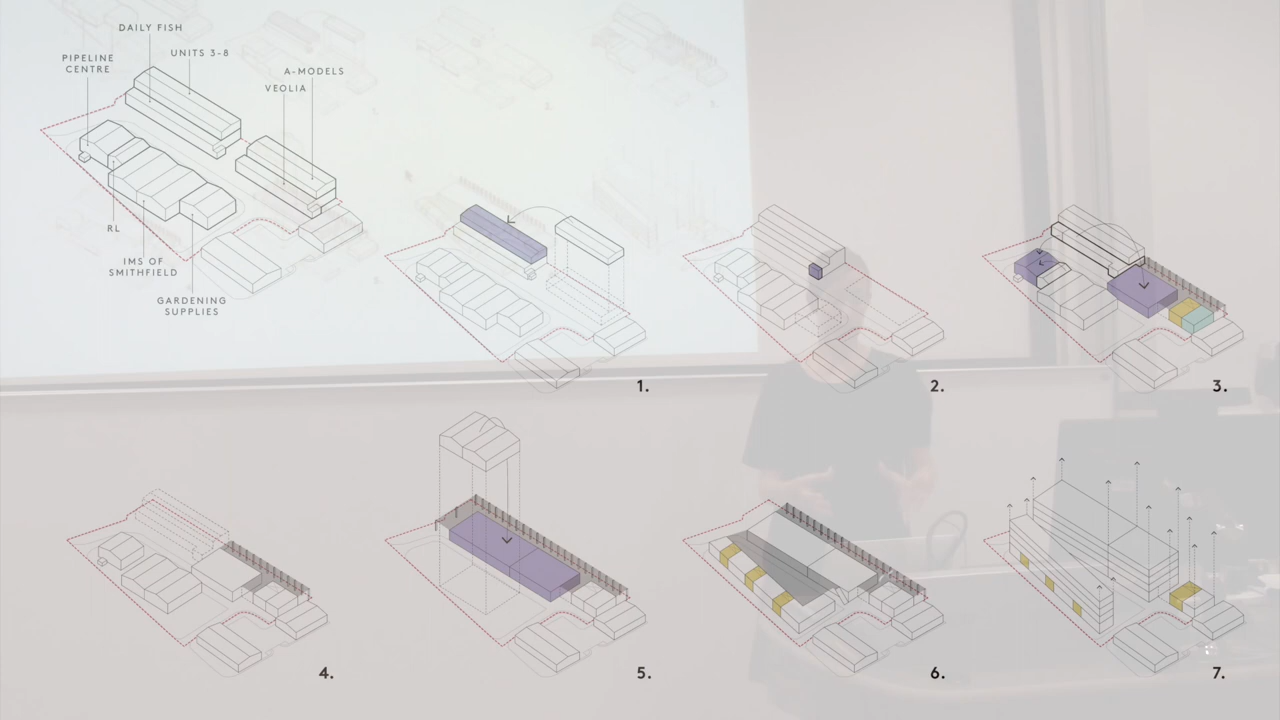 DAILY FISH
UNITS 3-8
PIPELINE
CENTRE
A-MODELS
VEOLIA
RL
IMS OF
SMITHFIELD
GARDENING
SUPPLIES
1.
2.
3.
4.
5.
6.
7.